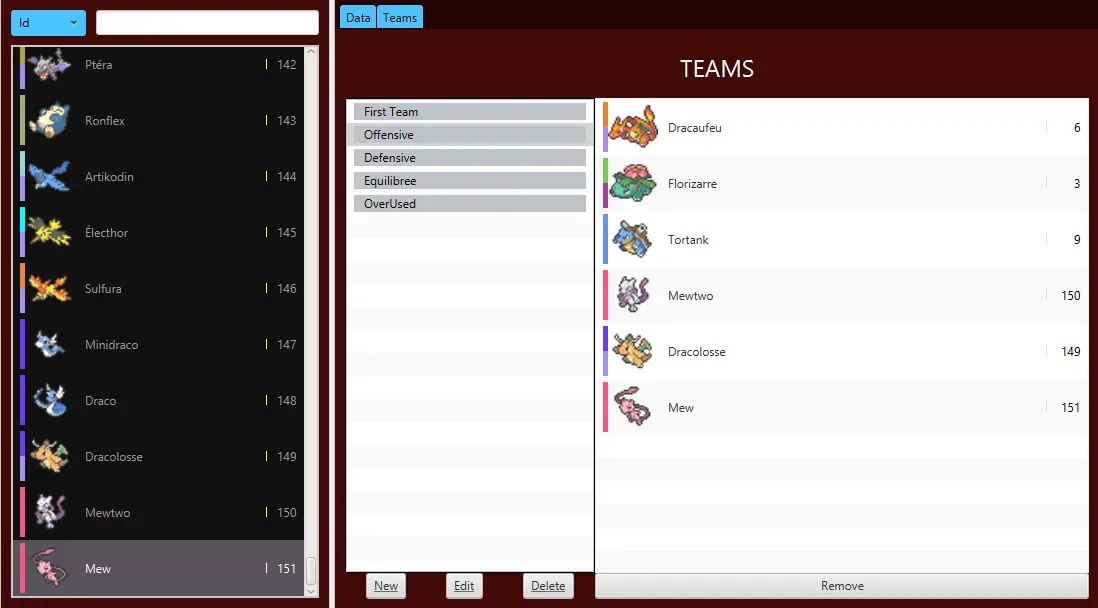 Id
Ptéra 142
Ronflex 143
Artikodin 144
Électhor 145
Sulfura 146
Minidraco 147
Draco 148
Dracolosse 149
Mewtwo 150
Mew 151
Data Teams
TEAMS
First Team
Offensive
Defensive
Equilibree
OverUsed
Dracaufeu 6
Florizarre 3
Tortank 9
Mewtwo 150
Dracolosse 149
Mew 151
New Edit Delete Remove